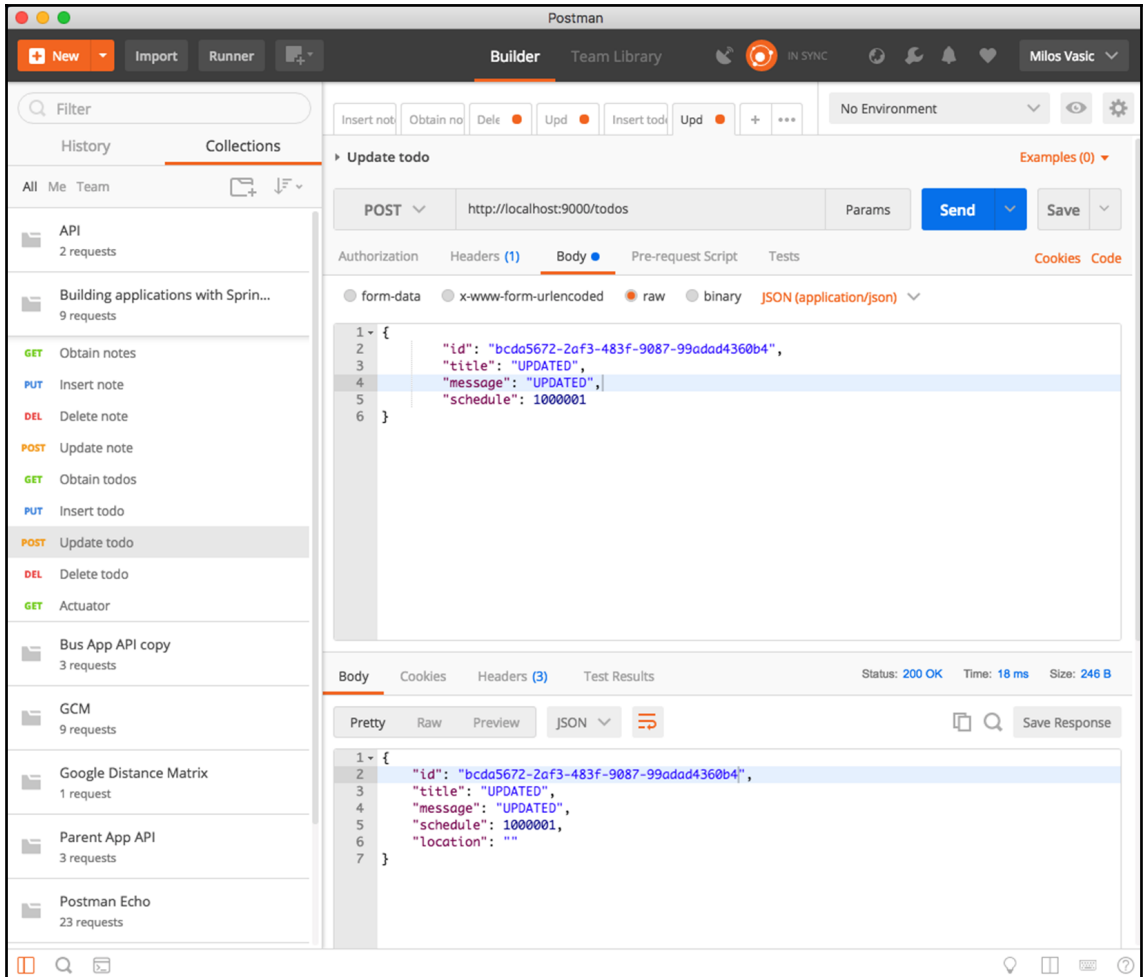 Postman
New Import Runner Builder Team Library IN SYNC Milos Vasic
Filter
History Collections
All Me Team
API
2 requests
Building applications with Sprin...
9 requests
GET Obtain notes
PUT Insert note
DEL Delete note
POST Update note
GET Obtain todos
PUT Insert todo
POST Update todo
DEL Delete todo
GET Actuator
Bus App API copy
3 requests
GCM
9 requests
Google Distance Matrix
1 request
Parent App API
3 requests
Postman Echo
23 requests
Insert not Obtain no Dele Upd Insert tod Upd + ••• No Environment
Update todo Examples (0)
POST http://localhost:9000/todos Params Send Save
Authorization Headers (1) Body Pre-request Script Tests Cookies Code
form-data x-www-form-urlencoded raw binary JSON (application/json)
1 {
2 "id": "bcda5672-2af3-483f-9087-99adad4360b4",
3 "title": "UPDATED",
4 "message": "UPDATED",
5 "schedule": 1000001
6 }
Body Cookies Headers (3) Test Results Status: 200 OK Time: 18 ms Size: 246 B
Pretty Raw Preview JSON Save Response
1 {
2 "id": "bcda5672-2af3-483f-9087-99adad4360b4",
3 "title": "UPDATED",
4 "message": "UPDATED",
5 "schedule": 1000001,
6 "location": ""
7 }